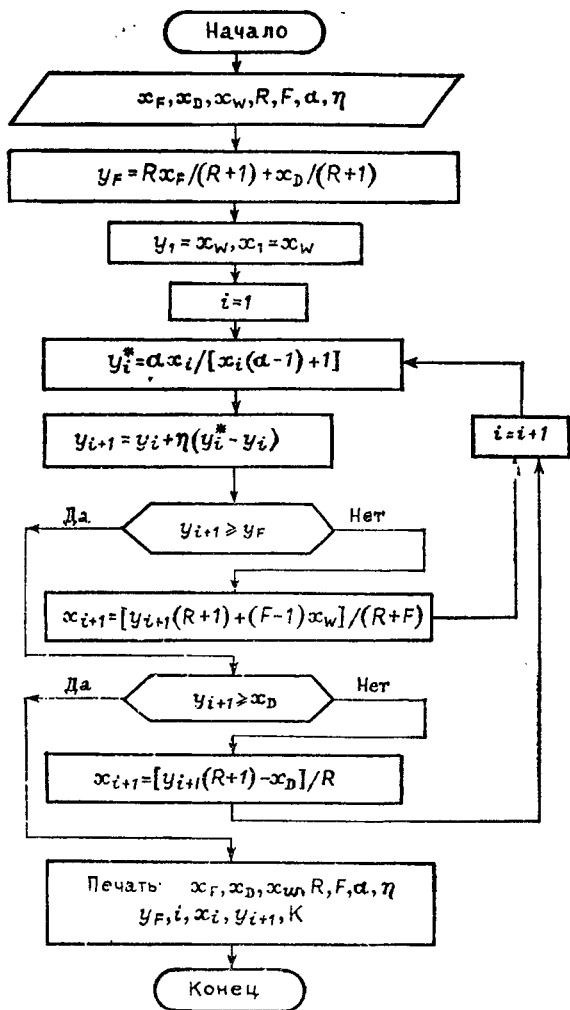 Начало
x_F, x_D, x_W, R, F, α, η
y_F = Rx_F/(R+1) + x_D/(R+1)
y_1 = x_W, x_1 = x_W
i=1
y_i^* = αx_i/[x_i(α-1)+1]
y_{i+1} = y_i + η(y_i^* - y_i)
i=i+1
Да
y_{i+1} ≥ y_F
Нет
x_{i+1} = [y_{i+1}(R+1) + (F-1)x_W]/(R+F)
Да
y_{i+1} ≥ x_D
Нет
x_{i+1} = [y_{i+1}(R+1) - x_D]/R
Печать: x_F, x_D, x_W, R, F, α, η
y_F, i, x_i, y_{i+1}, K
Конец